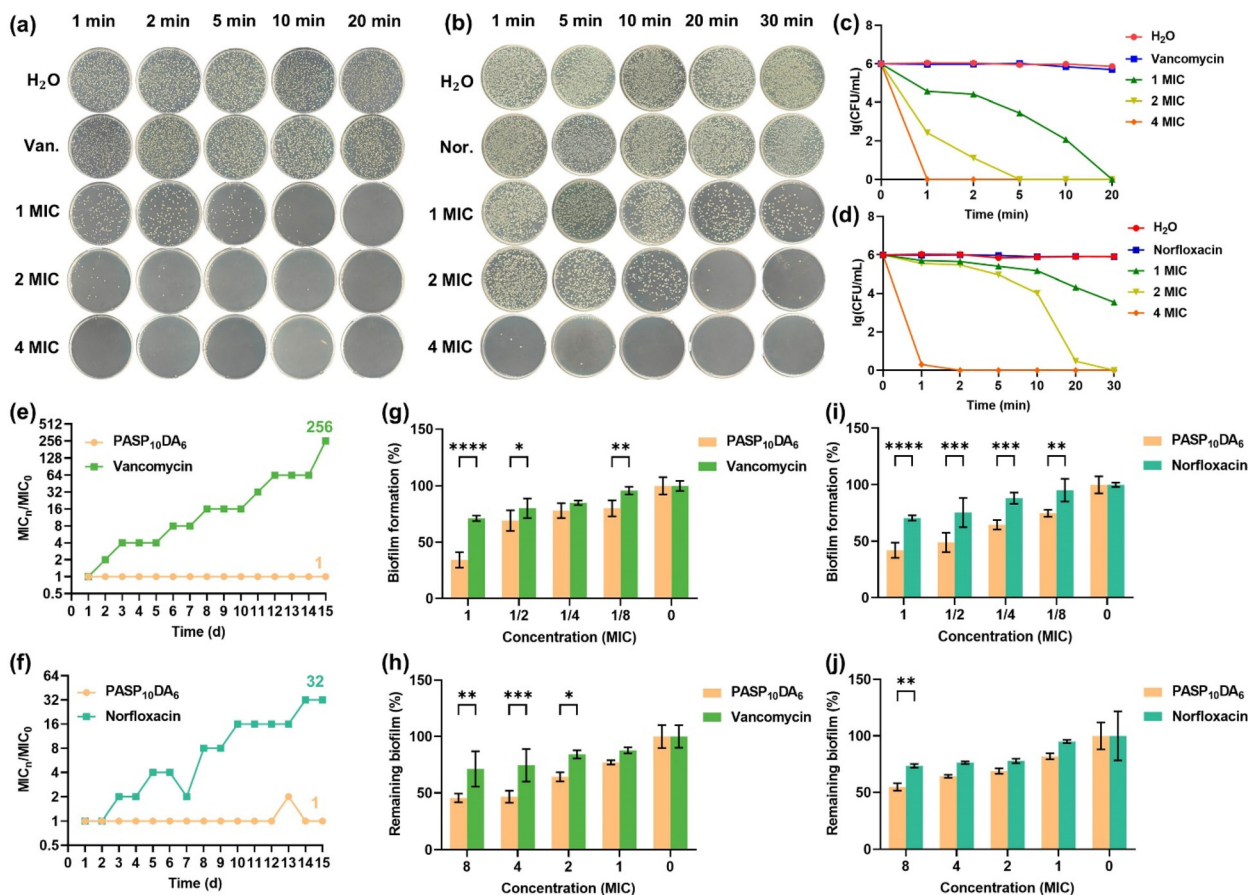 (a)
1 min 2 min 5 min 10 min 20 min
H₂O
Van.
1 MIC
2 MIC
4 MIC
(b)
1 min 5 min 10 min 20 min 30 min
H₂O
Nor.
1 MIC
2 MIC
4 MIC
(c)
lg(CFU/mL)
8
6
4
2
0
0 1 2 5 10 20
Time (min)
H₂O
Vancomycin
1 MIC
2 MIC
4 MIC
(d)
lg(CFU/mL)
8
6
4
2
0
0 1 2 5 10 20 30
Time (min)
H₂O
Norfloxacin
1 MIC
2 MIC
4 MIC
(e)
MICₙ/MIC₀
512
256
128
64
32
16
8
4
2
1
0.5
PASP₁₀DA₆
Vancomycin
256
1
0 1 2 3 4 5 6 7 8 9 10 11 12 13 14 15
Time (d)
(g)
Biofilm formation (%)
150
100
50
0
**** * **
PASP₁₀DA₆
Vancomycin
1 1/2 1/4 1/8 0
Concentration (MIC)
(i)
Biofilm formation (%)
150
100
50
0
**** *** *** **
PASP₁₀DA₆
Norfloxacin
1 1/2 1/4 1/8 0
Concentration (MIC)
(f)
MICₙ/MIC₀
64
32
16
8
4
2
1
0.5
PASP₁₀DA₆
Norfloxacin
32
1
0 1 2 3 4 5 6 7 8 9 10 11 12 13 14 15
Time (d)
(h)
Remaining biofilm (%)
150
100
50
0
** *** *
PASP₁₀DA₆
Vancomycin
8 4 2 1 0
Concentration (MIC)
(j)
Remaining biofilm (%)
150
100
50
0
**
PASP₁₀DA₆
Norfloxacin
8 4 2 1 0
Concentration (MIC)